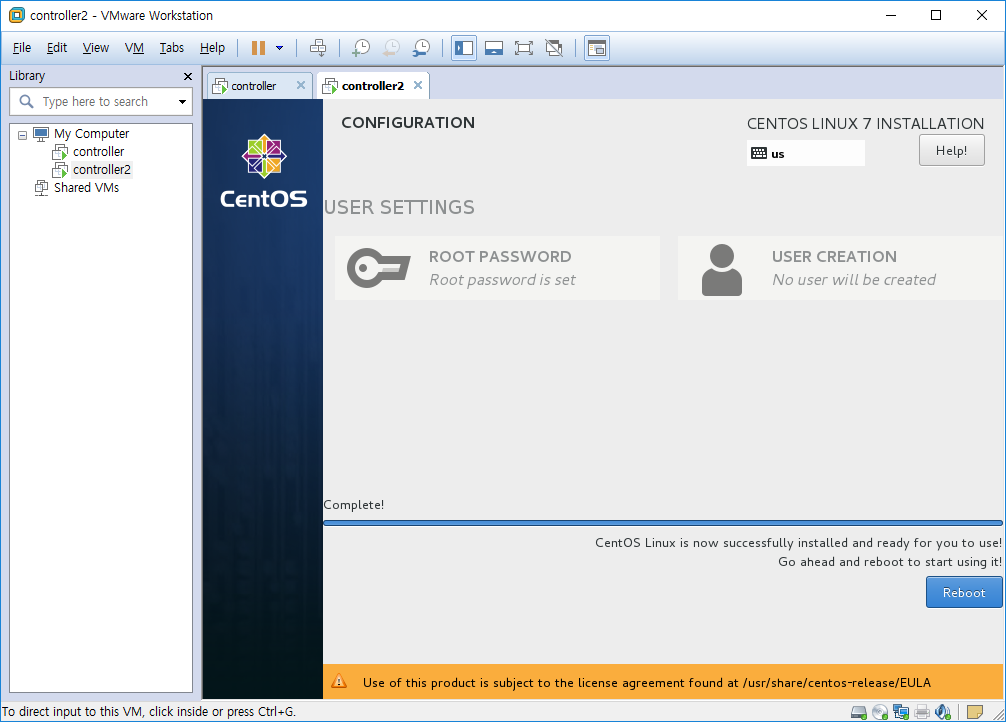 controller2 - VMware Workstation
File Edit View VM Tabs Help
Library
Type here to search
My Computer
controller
controller2
Shared VMs
controller
controller2
CentOS
CONFIGURATION
CENTOS LINUX 7 INSTALLATION
us
Help!
USER SETTINGS
ROOT PASSWORD
Root password is set
USER CREATION
No user will be created
Complete!
CentOS Linux is now successfully installed and ready for you to use!
Go ahead and reboot to start using it!
Reboot
Use of this product is subject to the license agreement found at /usr/share/centos-release/EULA
To direct input to this VM, click inside or press Ctrl+G.